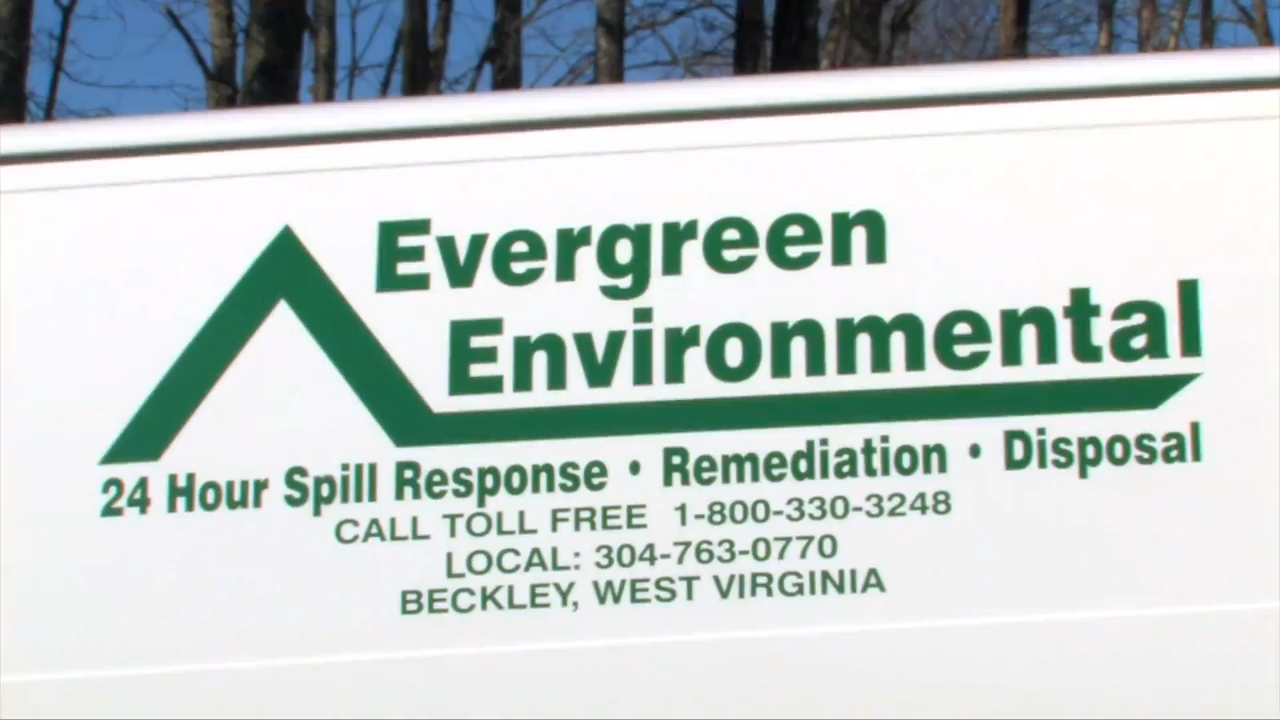 Evergreen
Environmental
24 Hour Spill Response • Remediation • Disposal
CALL TOLL FREE 1-800-330-3248
LOCAL: 304-763-0770
BECKLEY, WEST VIRGINIA